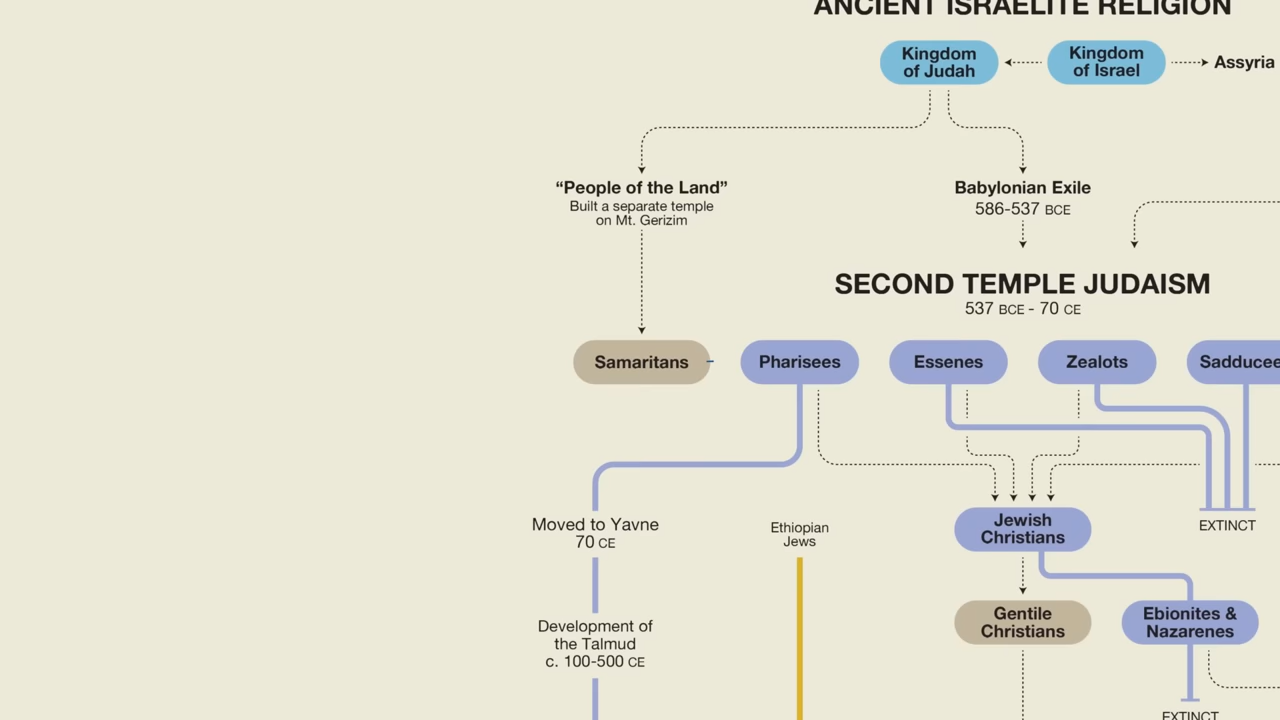 ANCIENT ISRAELITE RELIGION
Kingdom
of Judah
Kingdom
of Israel
Assyria
“People of the Land”
Built a separate temple
on Mt. Gerizim
Babylonian Exile
586-537 BCE
SECOND TEMPLE JUDAISM
537 BCE - 70 CE
Samaritans
Pharisees
Essenes
Zealots
Sadducee
Moved to Yavne
70 CE
Ethiopian
Jews
Jewish
Christians
EXTINCT
Gentile
Christians
Ebionites &
Nazarenes
Development of
the Talmud
c. 100-500 CE
EXTINCT